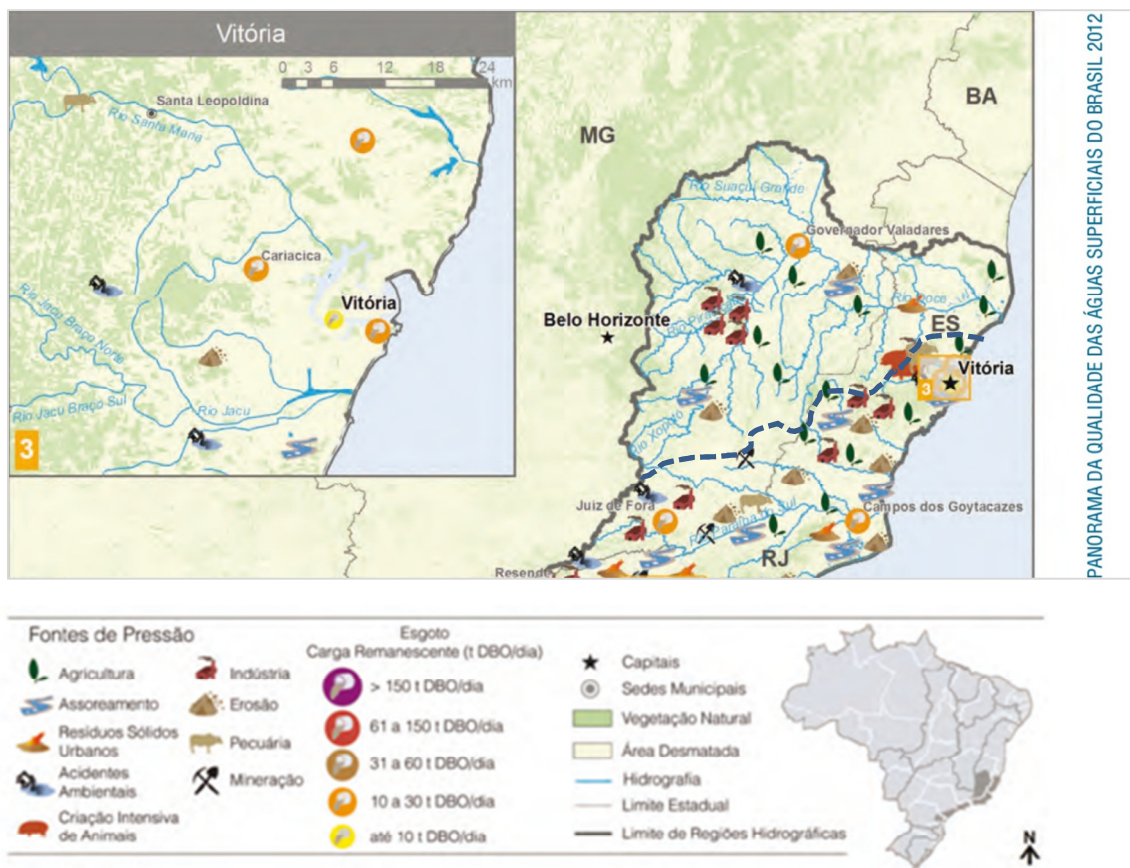 Vitória
0 3 6 12 18 24
km
Santa Leopoldina
Rio Santa Maria
Cariacica
Vitória
Rio Jacu Braço Norte
Rio Jacu Braço Sul
Rio Jacu
3
BA
MG
Rio Suaçuí Grande
Governador Valadares
Rio Doce
Belo Horizonte
ES
Vitória
3
Rio Xopotó
Juiz de Fora
Campos dos Goytacazes
Rio Paraíba do Sul
RJ
Resende
PANORAMA DA QUALIDADE DAS ÁGUAS SUPERFICIAIS DO BRASIL 2012
Fontes de Pressão
Agricultura
Assoreamento
Resíduos Sólidos
Urbanos
Acidentes
Ambientais
Criação Intensiva
de Animais
Indústria
Erosão
Pecuária
Mineração
Esgoto
Carga Remanescente (t DBO/dia)
> 150 t DBO/dia
61 a 150 t DBO/dia
31 a 60 t DBO/dia
10 a 30 t DBO/dia
até 10 t DBO/dia
Capitais
Sedes Municipais
Vegetação Natural
Área Desmatada
Hidrografia
Limite Estadual
Limite de Regiões Hidrográficas
N